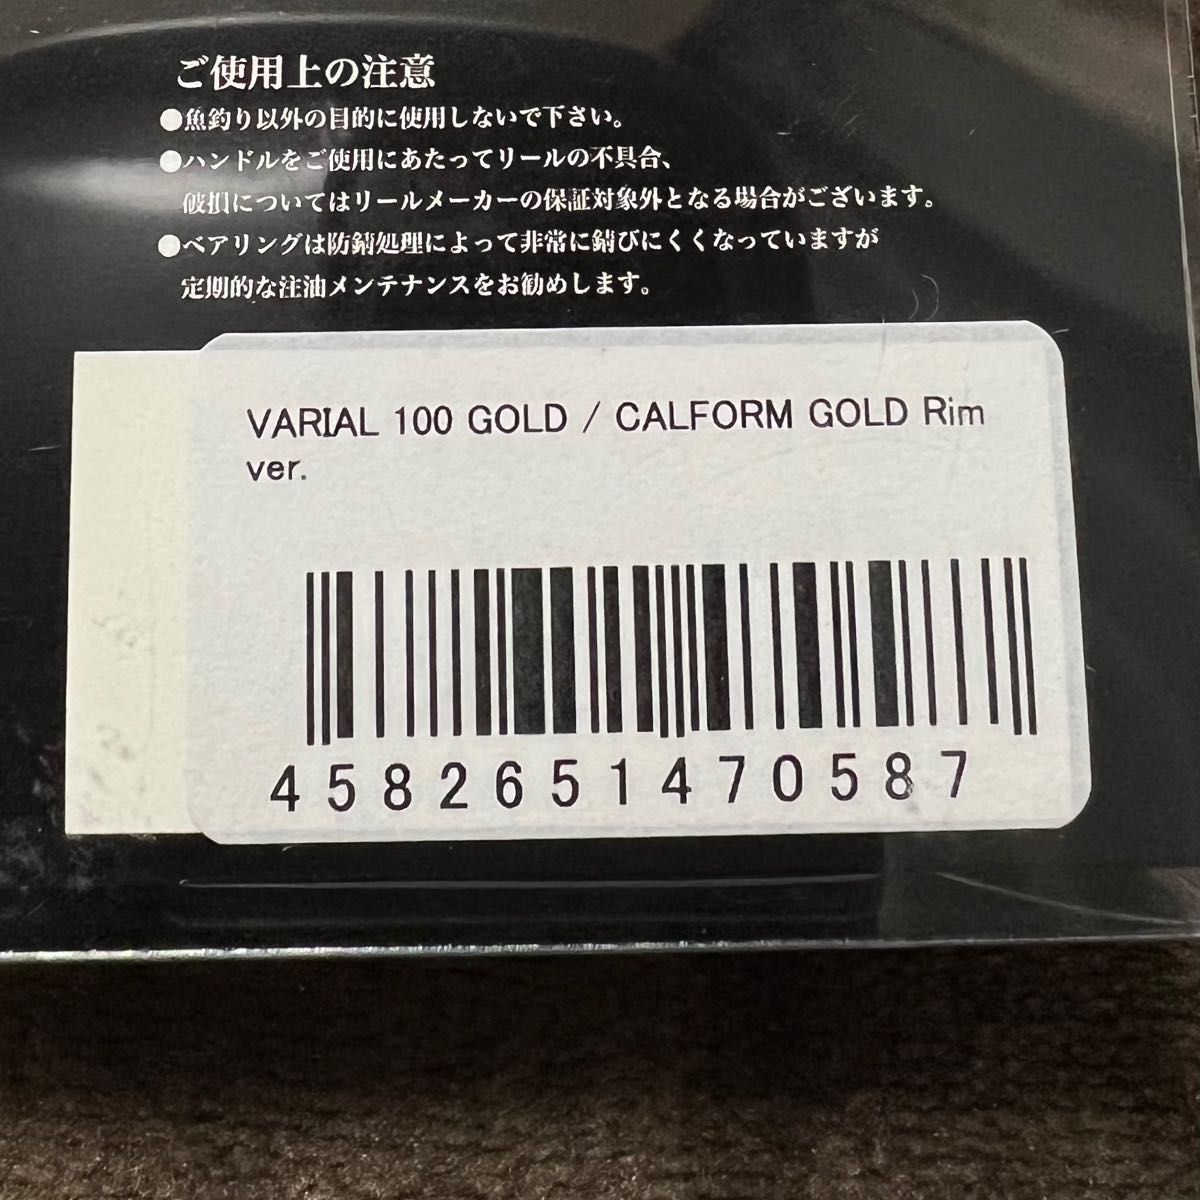 ご使用上の注意
●魚釣り以外の目的に使用しないで下さい。
●ハンドルをご使用にあたってリールの不具合、
破損についてはリールメーカーの保証対象外となる場合がございます。
●ベアリングは防錆処理によって非常に錆びにくくなっていますが
定期的な注油メンテナンスをお勧めします。
VARIAL 100 GOLD / CALFORM GOLD Rim
ver.
4582651470587